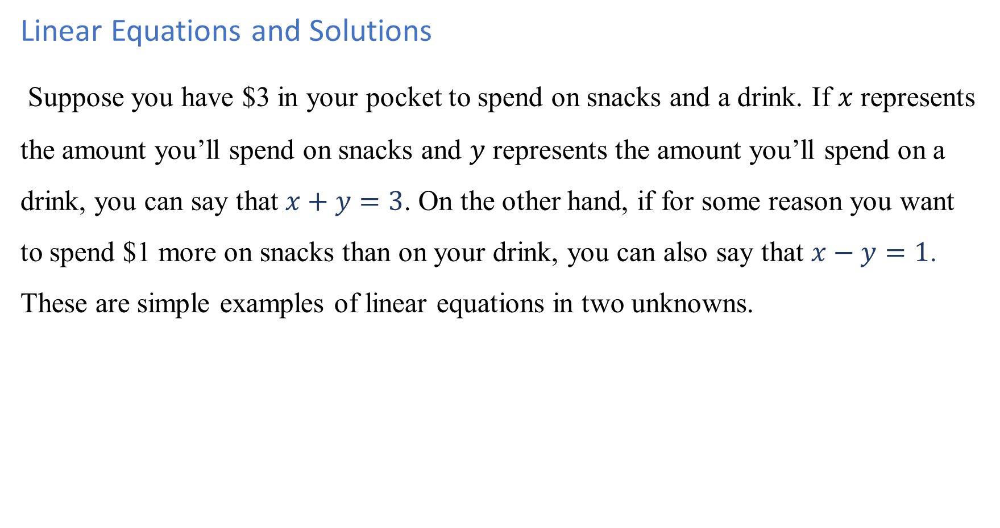 Linear Equations and Solutions
Suppose you have $3 in your pocket to spend on snacks and a drink. If x represents
the amount you’ll spend on snacks and y represents the amount you’ll spend on a
drink, you can say that x + y = 3. On the other hand, if for some reason you want
to spend $1 more on snacks than on your drink, you can also say that x − y = 1.
These are simple examples of linear equations in two unknowns.